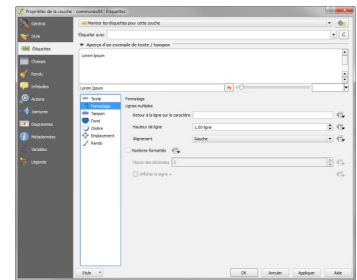 Propriétés de la couche - communes84 | Étiquettes
Général
Style
Étiquettes
Champs
Rendu
Infobulles
Actions
Jointures
Diagrammes
Métadonnées
Variables
Légende
Montrer les étiquettes pour cette couche
Étiqueter avec
Aperçu d'un exemple de texte / tampon
Lorem Ipsum
Lorem Ipsum
Texte
Formatage
Tampon
Fond
Ombre
Emplacement
Rendu
Formatage
Lignes multiples
Retour à la ligne sur le caractère
Hauteur de ligne
1,00 ligne
Alignement
Gauche
Nombres formatés
Places des décimales
Afficher le signe +
Style
OK
Annuler
Appliquer
Aide